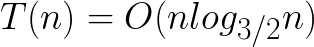 T(n) = O(nlog_{3/2}n)